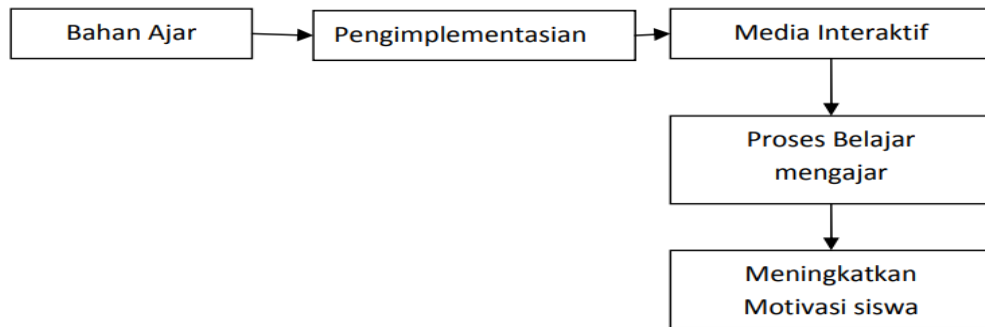 Bahan Ajar
Pengimplementasian
Media Interaktif
Proses Belajar
mengajar
Meningkatkan
Motivasi siswa